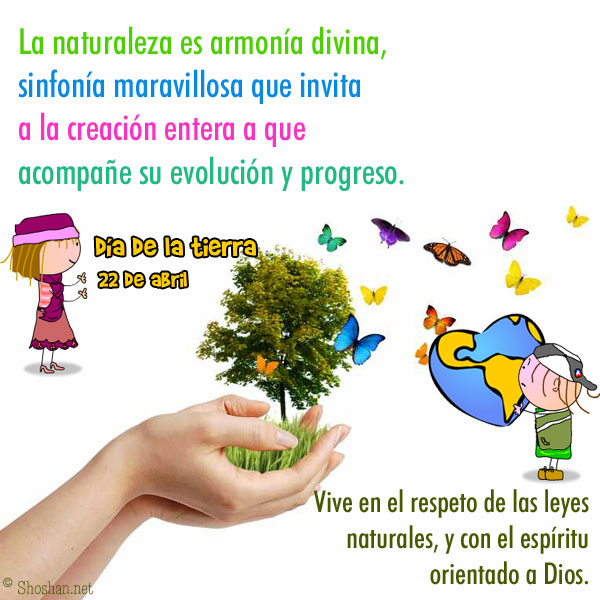 La naturaleza es armonía divina,
sinfonía maravillosa que invita
a la creación entera a que
acompañe su evolución y progreso.
Día De la tierra
22 De abril
Vive en el respeto de las leyes
naturales, y con el espíritu
orientado a Dios.
© Shoshan.net